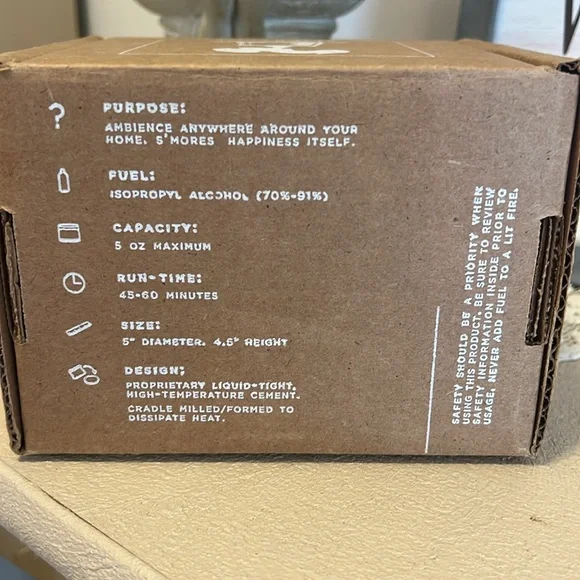 PURPOSE:
AMBIENCE ANYWHERE AROUND YOUR
HOME. S'MORES HAPPINESS ITSELF.
FUEL:
ISOPROPYL ALCOHOL (70%-91%)
CAPACITY:
5 OZ MAXIMUM
RUN-TIME:
45-60 MINUTES
SIZE:
5" DIAMETER. 4.5" HEIGHT
DESIGN:
PROPRIETARY LIQUID-TIGHT,
HIGH-TEMPERATURE CEMENT.
CRADLE MILLED/FORMED TO
DISSIPATE HEAT.
SAFETY SHOULD BE A PRIORITY WHEN
USING THIS PRODUCT. BE SURE TO REVIEW
SAFETY INFORMATION INSIDE PRIOR TO
USAGE. NEVER ADD FUEL TO A LIT FIRE.